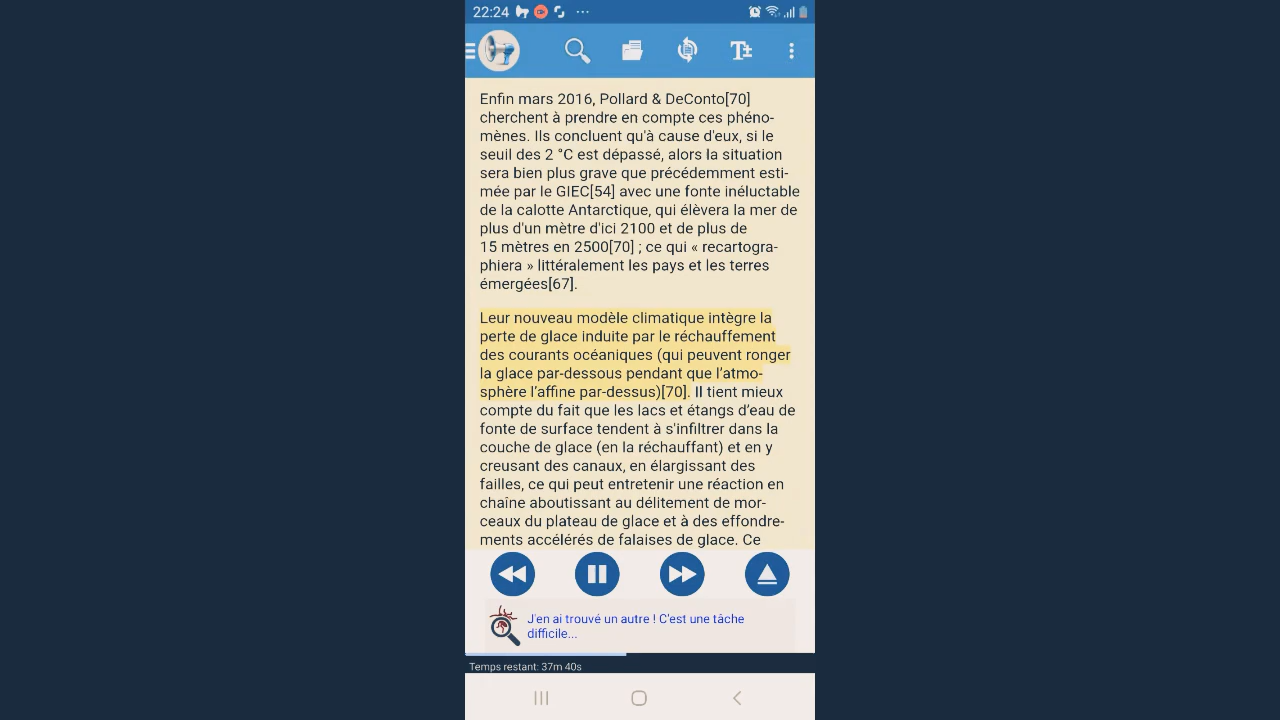 22:24
Enfin mars 2016, Pollard & DeConto[70]
cherchent à prendre en compte ces phéno-
mènes. Ils concluent qu'à cause d'eux, si le
seuil des 2 °C est dépassé, alors la situation
sera bien plus grave que précédemment esti-
mée par le GIEC[54] avec une fonte inéluctable
de la calotte Antarctique, qui élèvera la mer de
plus d'un mètre d'ici 2100 et de plus de
15 mètres en 2500[70] ; ce qui « recartogra-
phiera » littéralement les pays et les terres
émergées[67].
Leur nouveau modèle climatique intègre la
perte de glace induite par le réchauffement
des courants océaniques (qui peuvent ronger
la glace par-dessous pendant que l’atmo-
sphère l’affine par-dessus)[70]. Il tient mieux
compte du fait que les lacs et étangs d’eau de
fonte de surface tendent à s'infiltrer dans la
couche de glace (en la réchauffant) et en y
creusant des canaux, en élargissant des
failles, ce qui peut entretenir une réaction en
chaîne aboutissant au délitement de mor-
ceaux du plateau de glace et à des effondre-
ments accélérés de falaises de glace. Ce
J'en ai trouvé un autre ! C'est une tâche
difficile...
Temps restant: 37m 40s